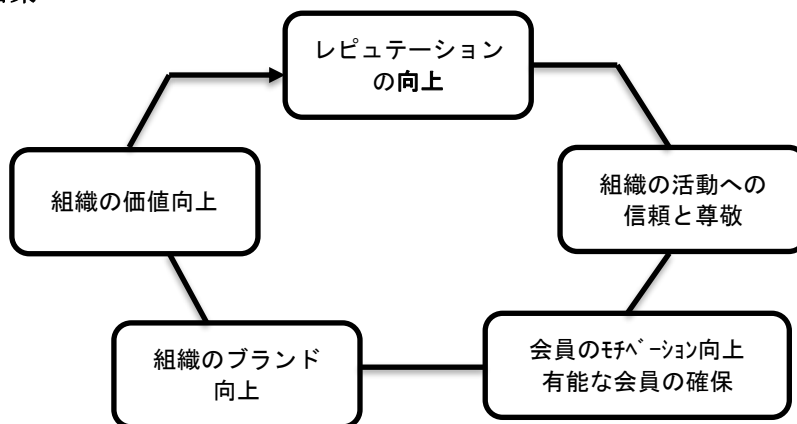 レピュテーション
の向上
組織の活動への
信頼と尊敬
会員のﾓﾁﾍﾞｰｼｮﾝ向上
有能な会員の確保
組織のブランド
向上
組織の価値向上